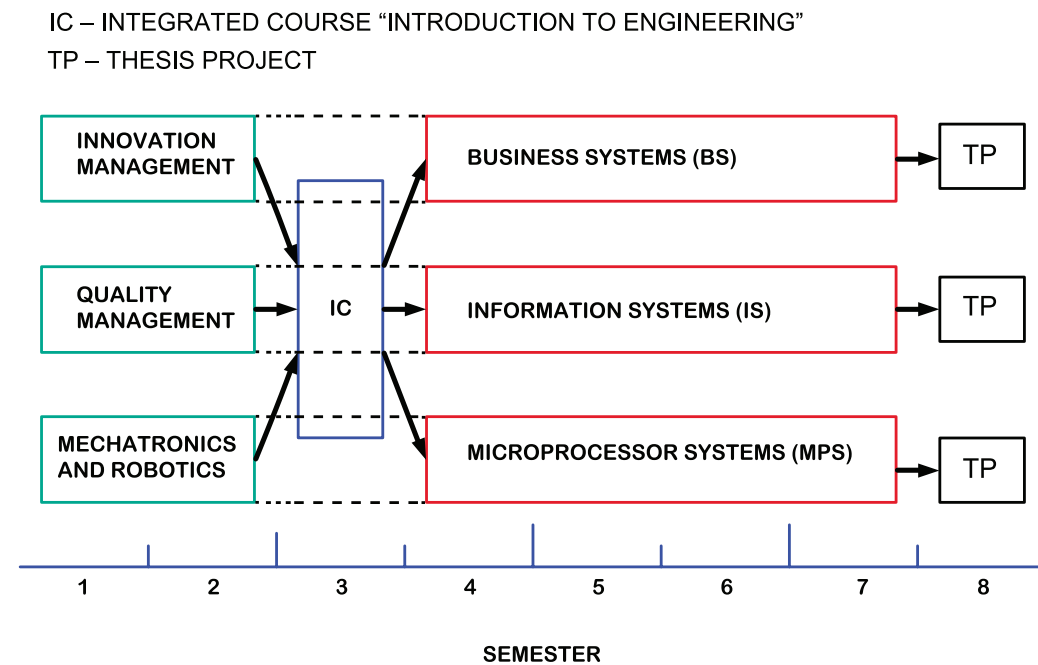 IC – INTEGRATED COURSE “INTRODUCTION TO ENGINEERING”
TP – THESIS PROJECT
INNOVATION
MANAGEMENT
BUSINESS SYSTEMS (BS)
TP
QUALITY
MANAGEMENT
IC
INFORMATION SYSTEMS (IS)
TP
MECHATRONICS
AND ROBOTICS
MICROPROCESSOR SYSTEMS (MPS)
TP
1 2 3 4 5 6 7 8
SEMESTER